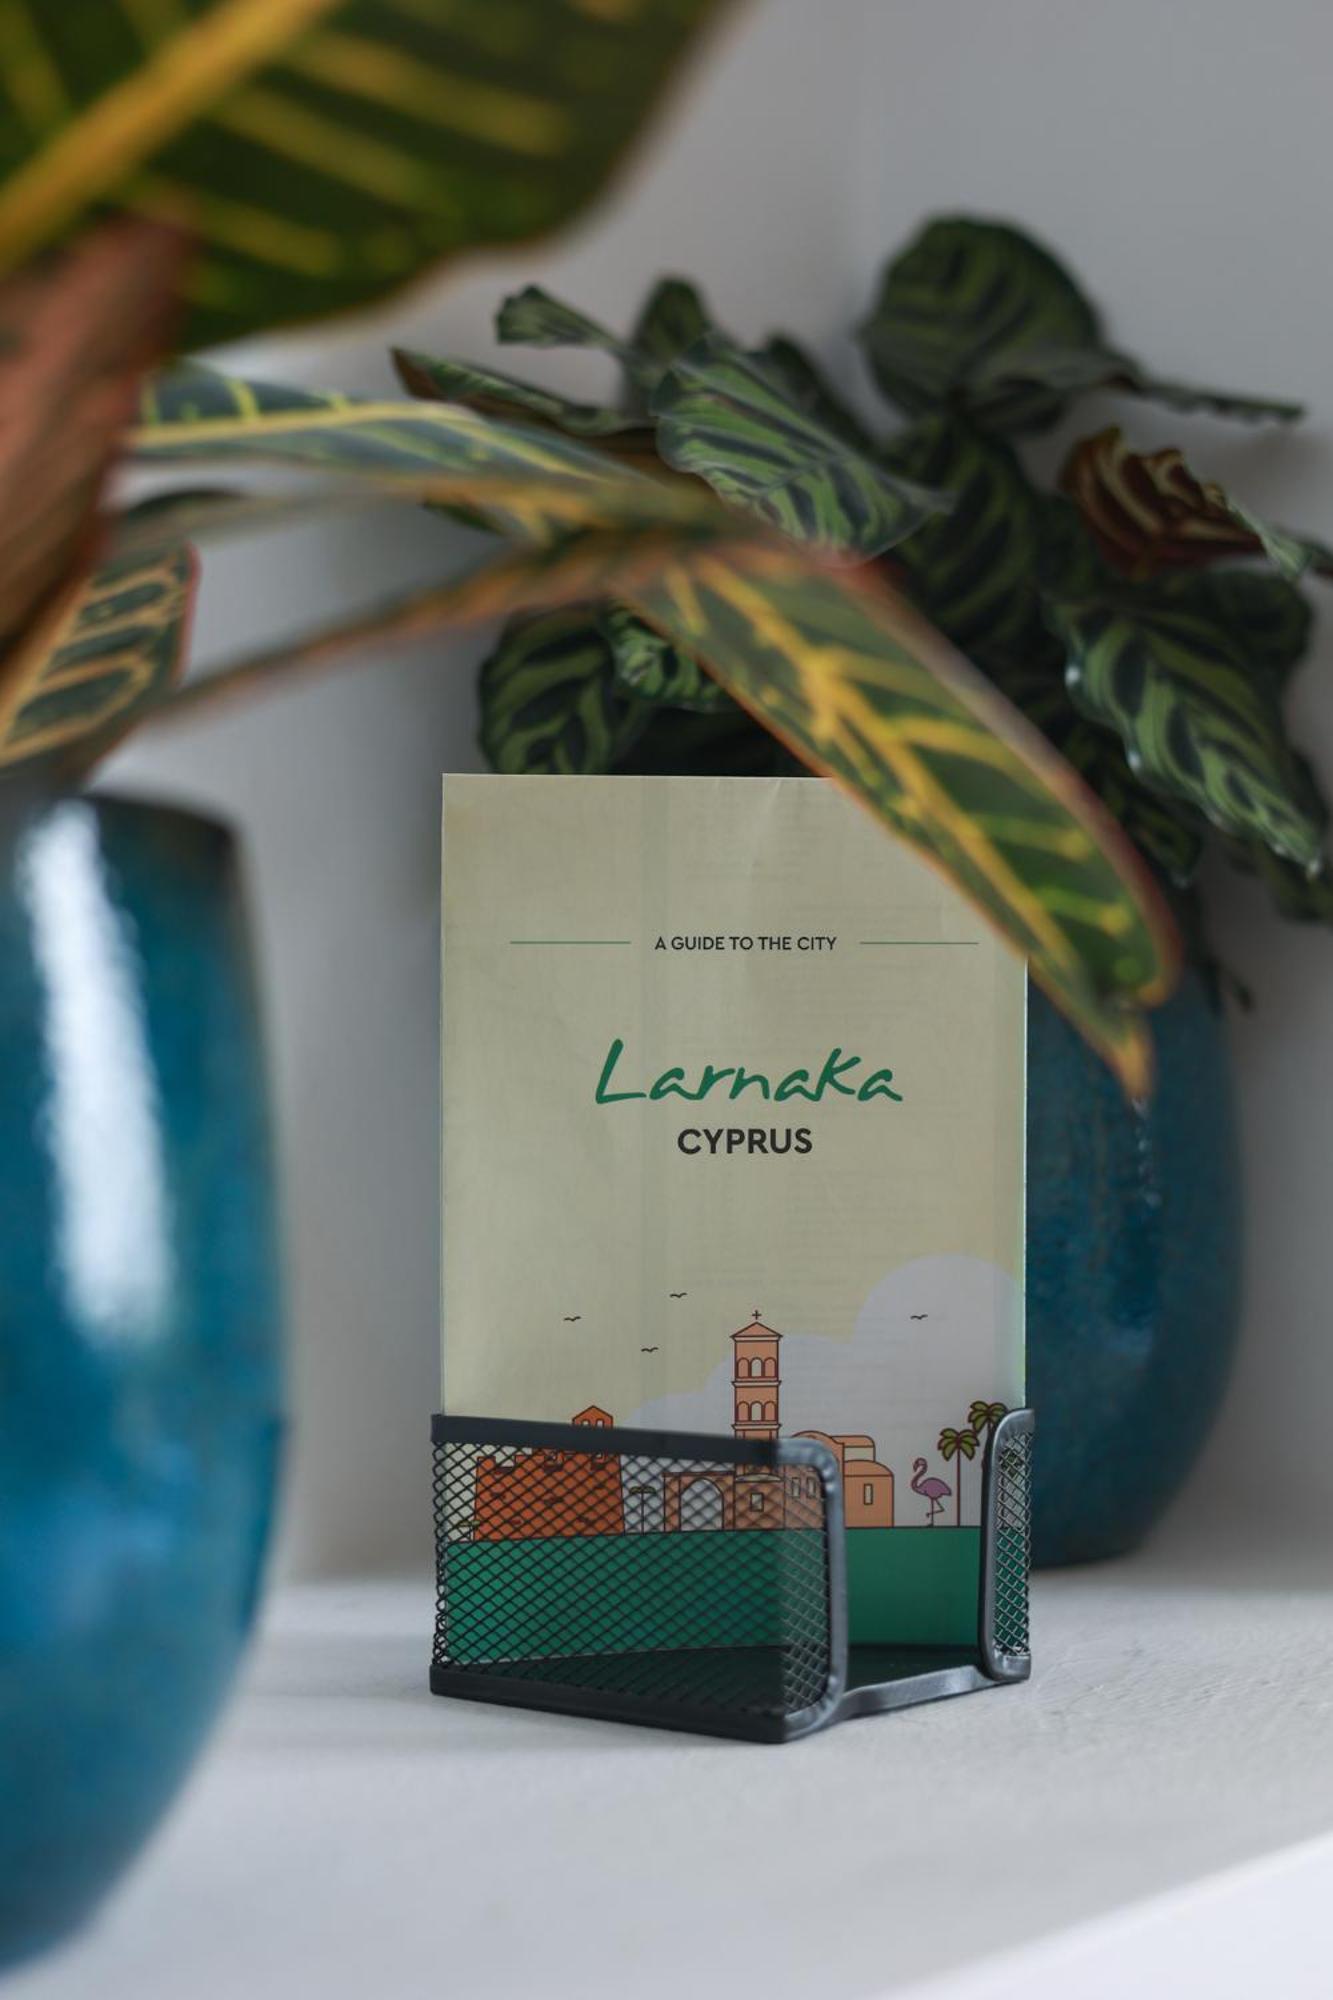 A GUIDE TO THE CITY
Larnaka
CYPRUS